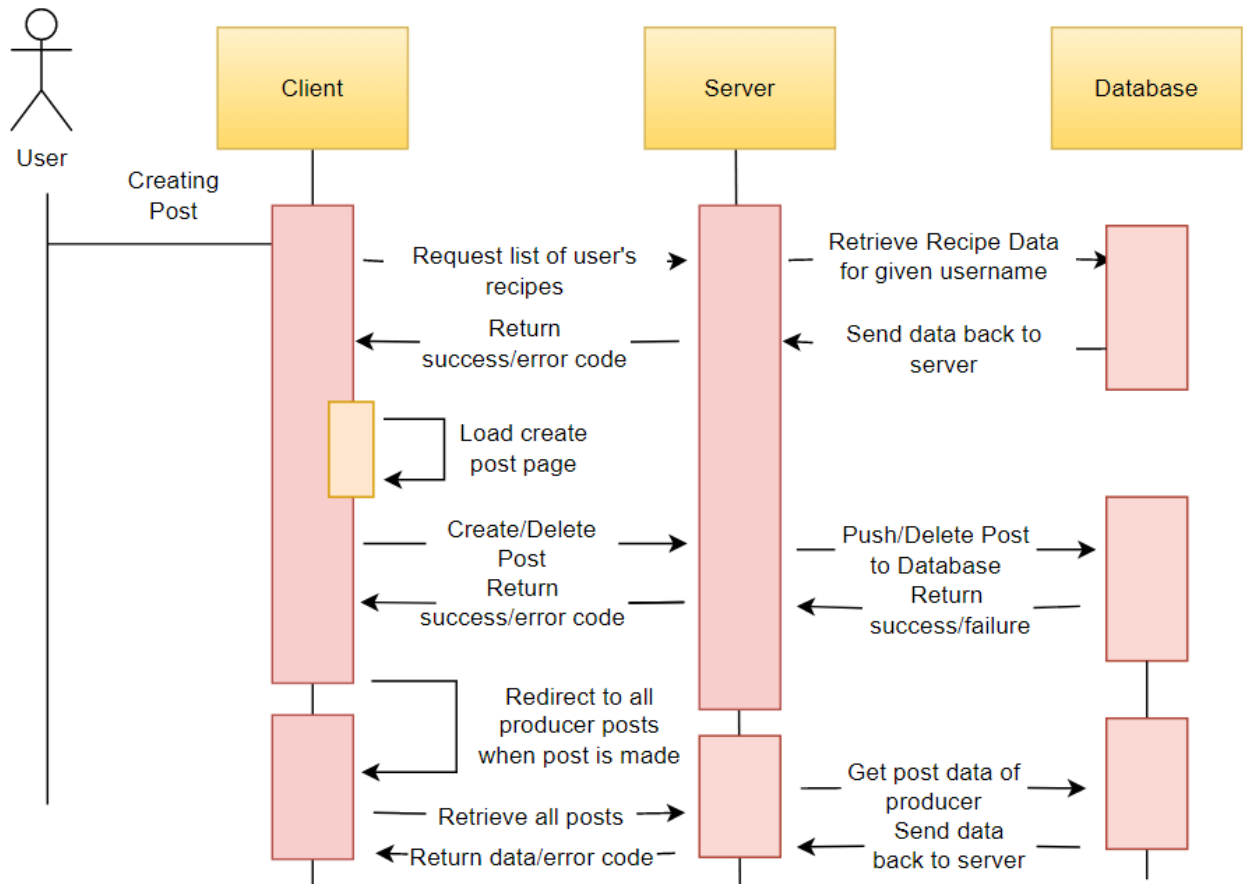 Client
Server
Database
User
Creating
Post
Request list of user's
recipes
Retrieve Recipe Data
for given username
Return
success/error code
Send data back to
server
Load create
post page
Create/Delete
Post
Push/Delete Post
to Database
Return
success/error code
Return
success/failure
Redirect to all
producer posts
when post is made
Get post data of
producer
Retrieve all posts
Send data
back to server
Return data/error code